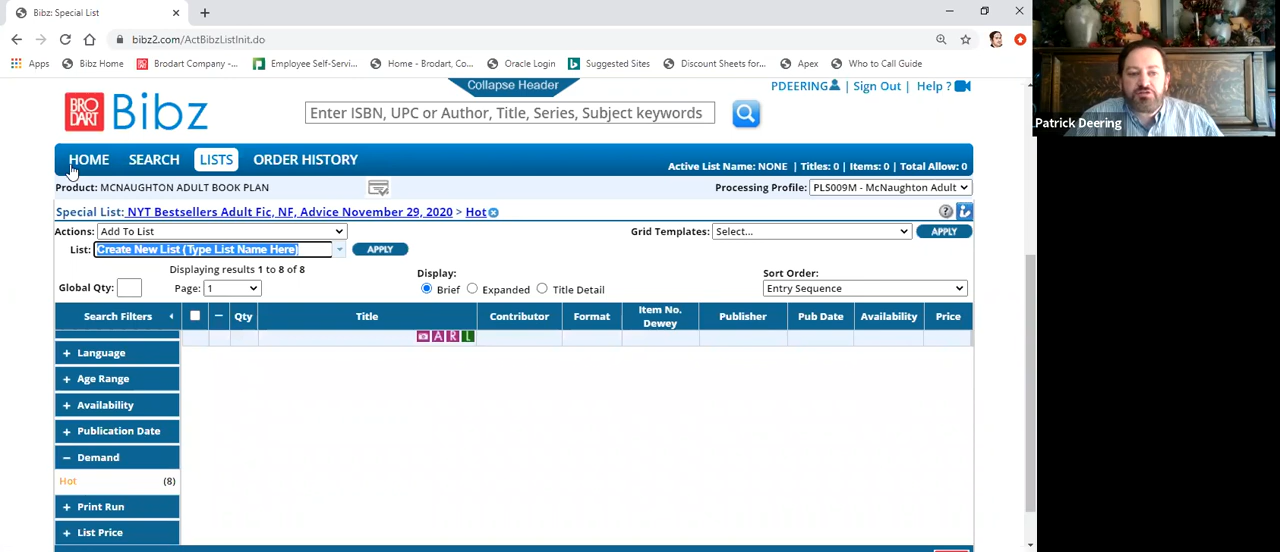 Bibz: Special List
bibz2.com/ActBibzListInit.do
Apps Bibz Home Brodart Company -... Employee Self-Servi... Home - Brodart, Co... Oracle Login Suggested Sites Discount Sheets for... Apex Who to Call Guide
Collapse Header
PDEERING | Sign Out | Help ?
BRO DART Bibz
Enter ISBN, UPC or Author, Title, Series, Subject keywords
HOME SEARCH LISTS ORDER HISTORY
Active List Name: NONE | Titles: 0 | Items: 0 | Total Allow: 0
Product: MCNAUGHTON ADULT BOOK PLAN
Processing Profile: PLS009M - McNaughton Adult
Special List: NYT Bestsellers Adult Fic, NF, Advice November 29, 2020 > Hot
Actions: Add To List
Grid Templates: Select... APPLY
List: Create New List (Type List Name Here) APPLY
Displaying results 1 to 8 of 8
Display:
Sort Order:
Global Qty: Page: 1
Brief Expanded Title Detail
Entry Sequence
Search Filters Qty Title Contributor Format Item No. Dewey Publisher Pub Date Availability Price
A R L
+ Language
+ Age Range
+ Availability
+ Publication Date
− Demand
Hot (8)
+ Print Run
+ List Price
Patrick Deering